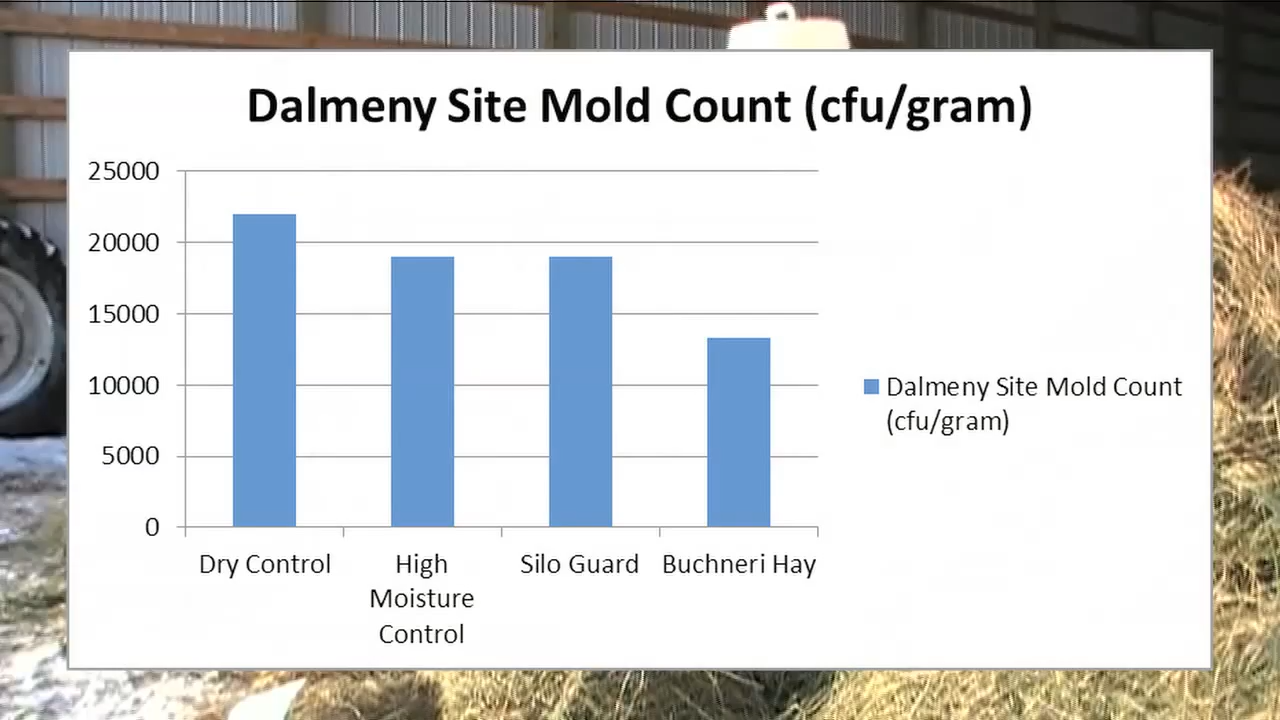 Dalmeny Site Mold Count (cfu/gram)
25000
20000
15000
10000
5000
0
Dry Control
High
Moisture
Control
Silo Guard
Buchneri Hay
Dalmeny Site Mold Count
(cfu/gram)